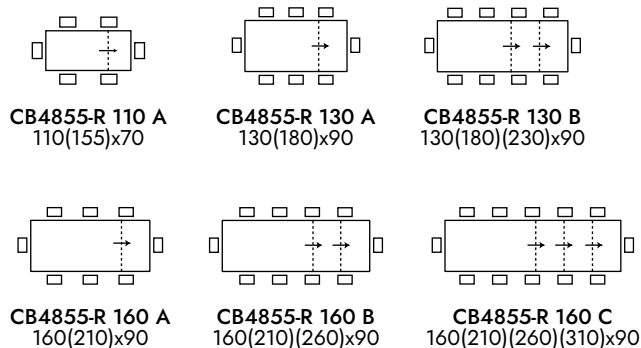 CB4855-R 110 A
110(155)x70
CB4855-R 130 A
130(180)x90
CB4855-R 130 B
130(180)(230)x90
CB4855-R 160 A
160(210)x90
CB4855-R 160 B
160(210)(260)x90
CB4855-R 160 C
160(210)(260)(310)x90